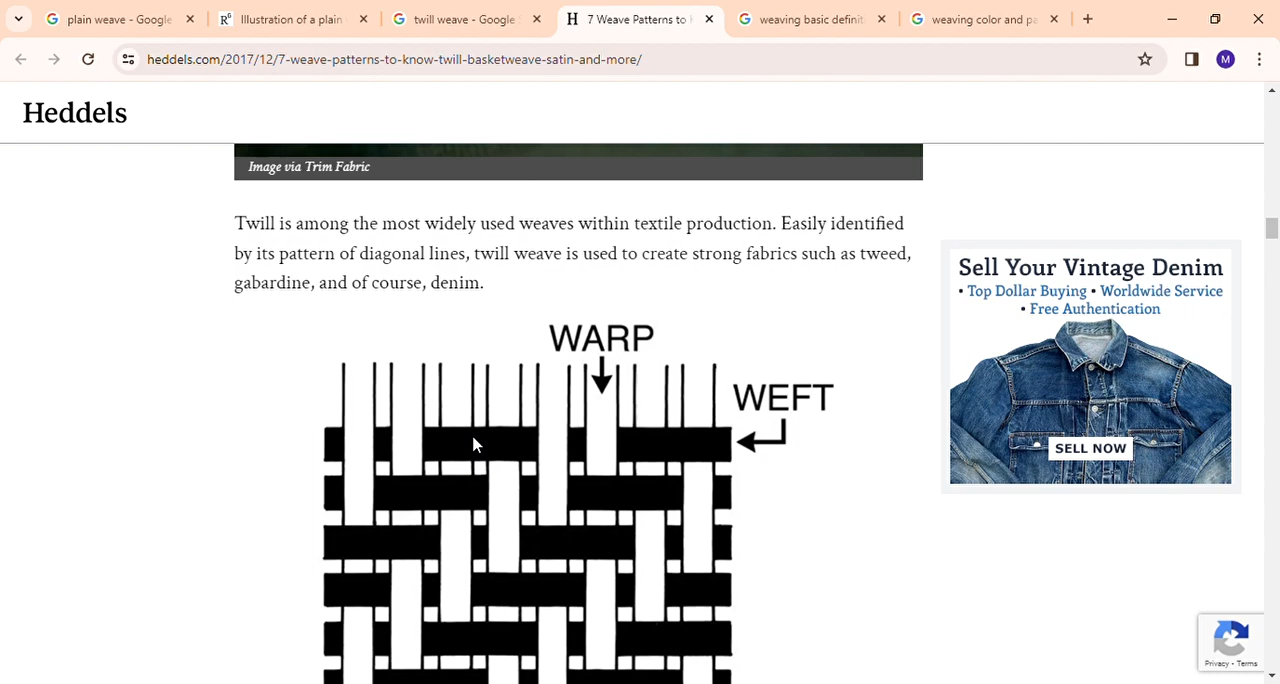 plain weave - Google
Illustration of a plain
twill weave - Google S
7 Weave Patterns to
weaving basic definit
weaving color and pa
heddels.com/2017/12/7-weave-patterns-to-know-twill-basketweave-satin-and-more/
M
Heddels
Image via Trim Fabric
Twill is among the most widely used weaves within textile production. Easily identified
by its pattern of diagonal lines, twill weave is used to create strong fabrics such as tweed,
gabardine, and of course, denim.
WARP
WEFT
Sell Your Vintage Denim
• Top Dollar Buying • Worldwide Service
• Free Authentication
SELL NOW
Privacy - Terms